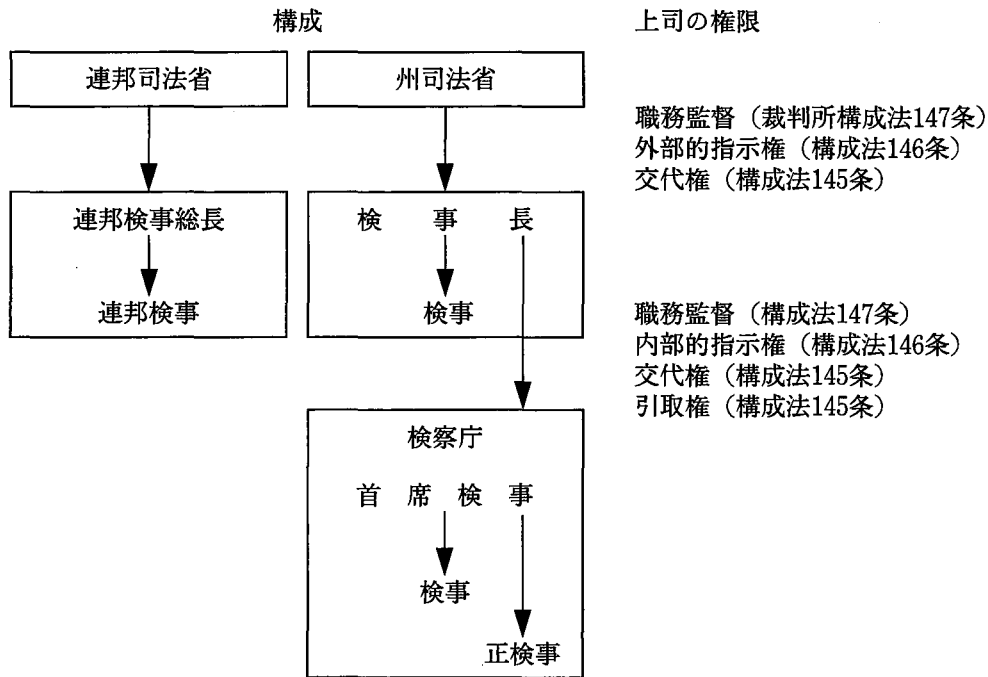 構成
上司の権限
連邦司法省
州司法省
職務監督（裁判所構成法147条）
外部的指示権（構成法146条）
交代権（構成法145条）
連邦検事総長
検事長
連邦検事
検事
職務監督（構成法147条）
内部的指示権（構成法146条）
交代権（構成法145条）
引取権（構成法145条）
検察庁
首席検事
検事
正検事